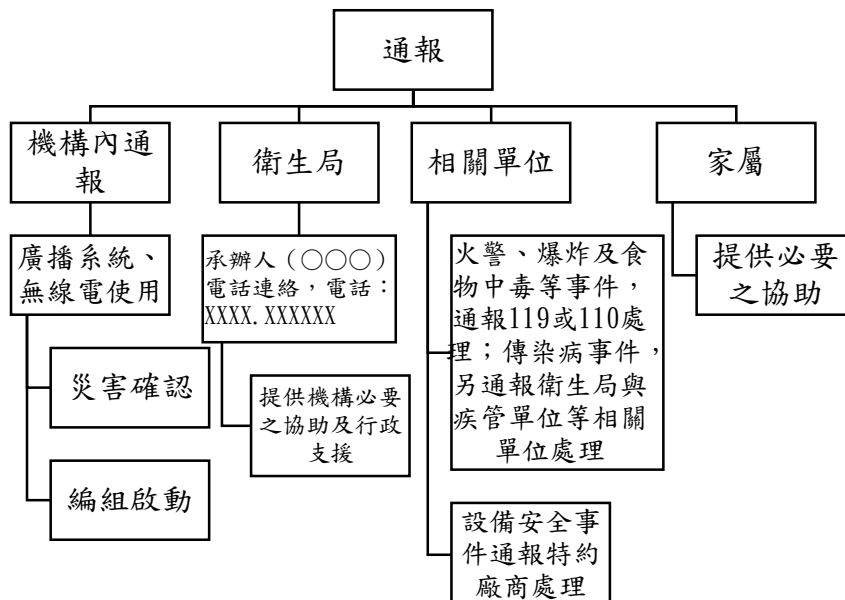 通報
機構內通
報
衛生局
相關單位
家屬
廣播系統、
無線電使用
承辦人（○○○）
電話連絡，電話：
XXXX.XXXXXX
火警、爆炸及食
物中毒等事件，
通報119或110處
理；傳染病事件，
另通報衛生局與
疾管單位等相關
單位處理
提供必要
之協助
災害確認
提供機構必要
之協助及行政
支援
編組啟動
設備安全事
件通報特約
廠商處理